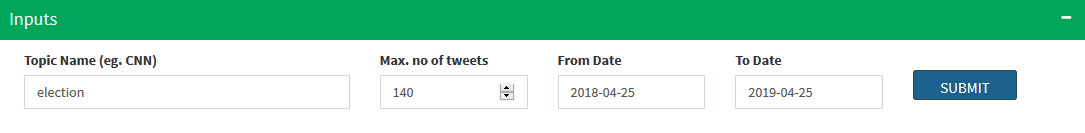 Inputs
Topic Name (eg. CNN) Max. no of tweets From Date To Date
election 140 2018-04-25 2019-04-25 SUBMIT